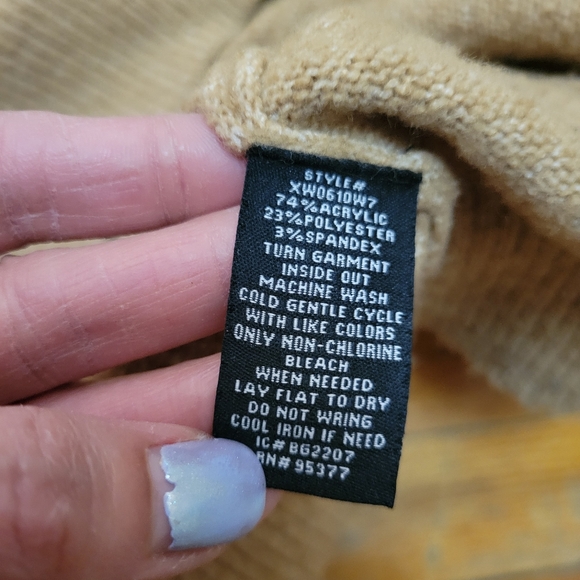 STYLE#
XW0610W7
74%ACRYLIC
23%POLYESTER
3%SPANDEX
TURN GARMENT
INSIDE OUT
MACHINE WASH
COLD GENTLE CYCLE
WITH LIKE COLORS
ONLY NON-CHLORINE
BLEACH
WHEN NEEDED
LAY FLAT TO DRY
DO NOT WRING
COOL IRON IF NEED
IC# BG2207
RN# 95377